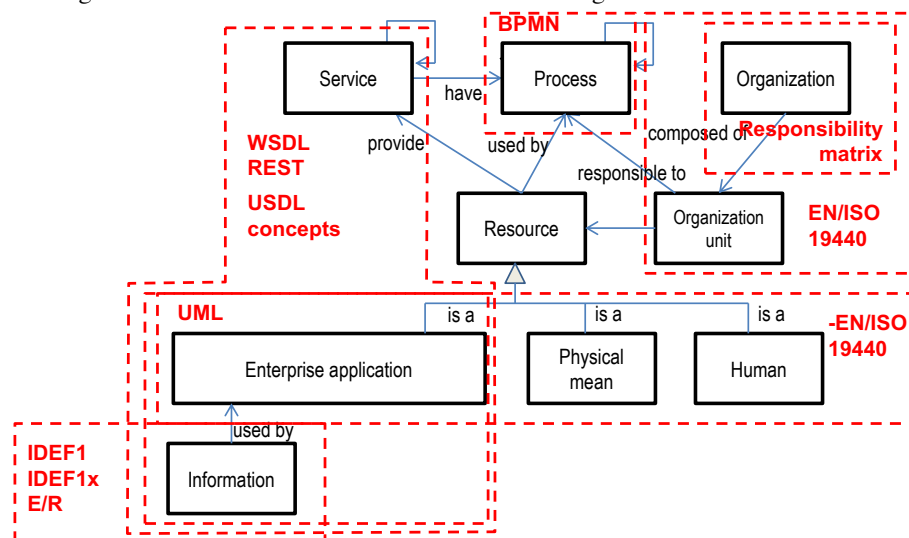 BPMN
Service
Process
Organization
have
WSDL
REST
USDL
concepts
provide
used by
composed of
Responsibility
matrix
responsible to
Resource
Organization
unit
EN/ISO
19440
UML
is a
is a
is a
-EN/ISO
19440
Enterprise application
Physical
mean
Human
used by
IDEF1
IDEF1x
E/R
Information